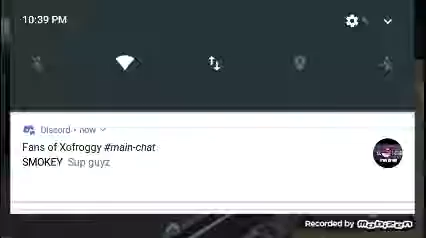 10:39 PM
Discord • now
Fans of Xofroggy #main-chat
SMOKEY Sup guyz
Recorded by Mobizen